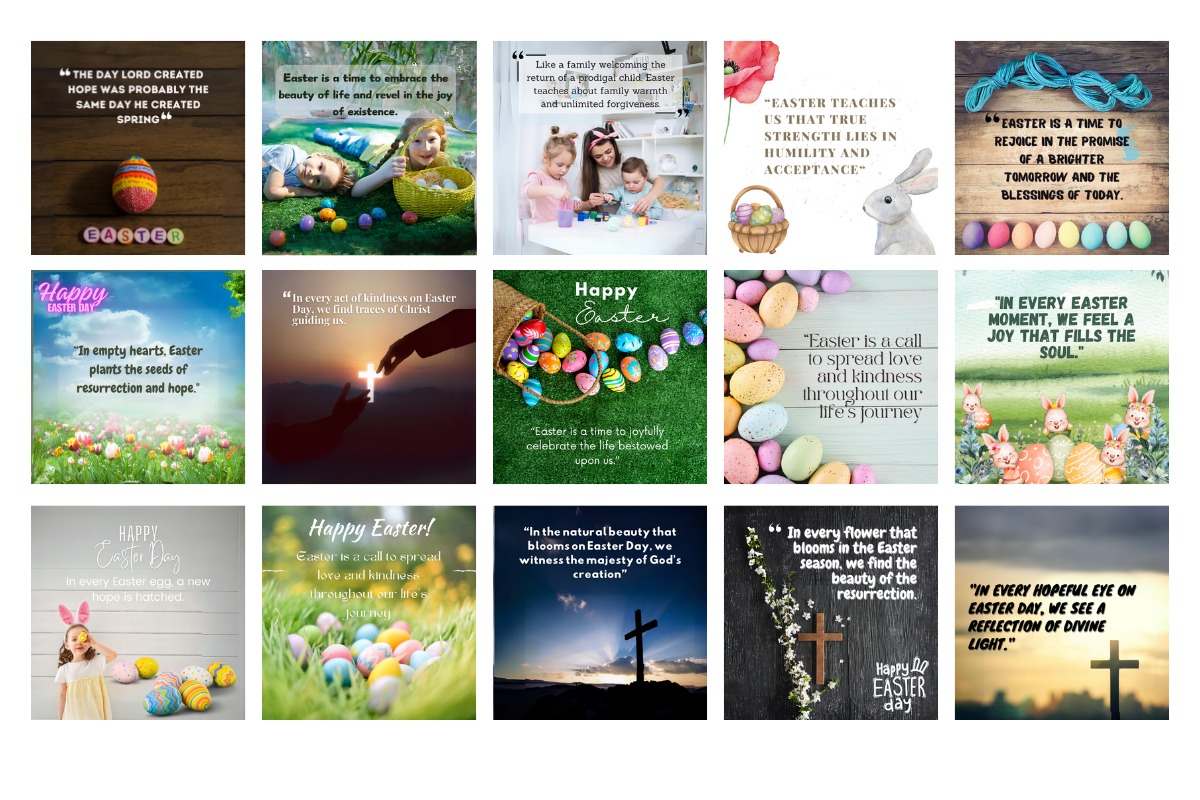 “THE DAY LORD CREATED
HOPE WAS PROBABLY THE
SAME DAY HE CREATED
SPRING“
EASTER
Easter is a time to embrace the
beauty of life and revel in the joy
of existence.
“Like a family welcoming the
return of a prodigal child, Easter
teaches about family warmth
and unlimited forgiveness.”
“EASTER TEACHES
US THAT TRUE
STRENGTH LIES IN
HUMILITY AND
ACCEPTANCE“
“EASTER IS A TIME TO
REJOICE IN THE PROMISE
OF A BRIGHTER
TOMORROW AND THE
BLESSINGS OF TODAY.
Happy
EASTER DAY
"In empty hearts, Easter
plants the seeds of
resurrection and hope."
“In every act of kindness on Easter
Day, we find traces of Christ
guiding us.
Happy
Easter
"Easter is a time to joyfully
celebrate the life bestowed
upon us."
"Easter is a call
to spread love
and kindness
throughout our
life's journey
"IN EVERY EASTER
MOMENT, WE FEEL A
JOY THAT FILLS THE
SOUL."
HAPPY
Easter Day
In every Easter egg, a new
hope is hatched.
Happy Easter!
Easter is a call to spread
love and kindness
throughout our life's
journey
“In the natural beauty that
blooms on Easter Day, we
witness the majesty of God's
creation”
“In every flower that
blooms in the Easter
season, we find the
beauty of the
resurrection.
Happy
EASTER
day
"IN EVERY HOPEFUL EYE ON
EASTER DAY, WE SEE A
REFLECTION OF DIVINE
LIGHT."